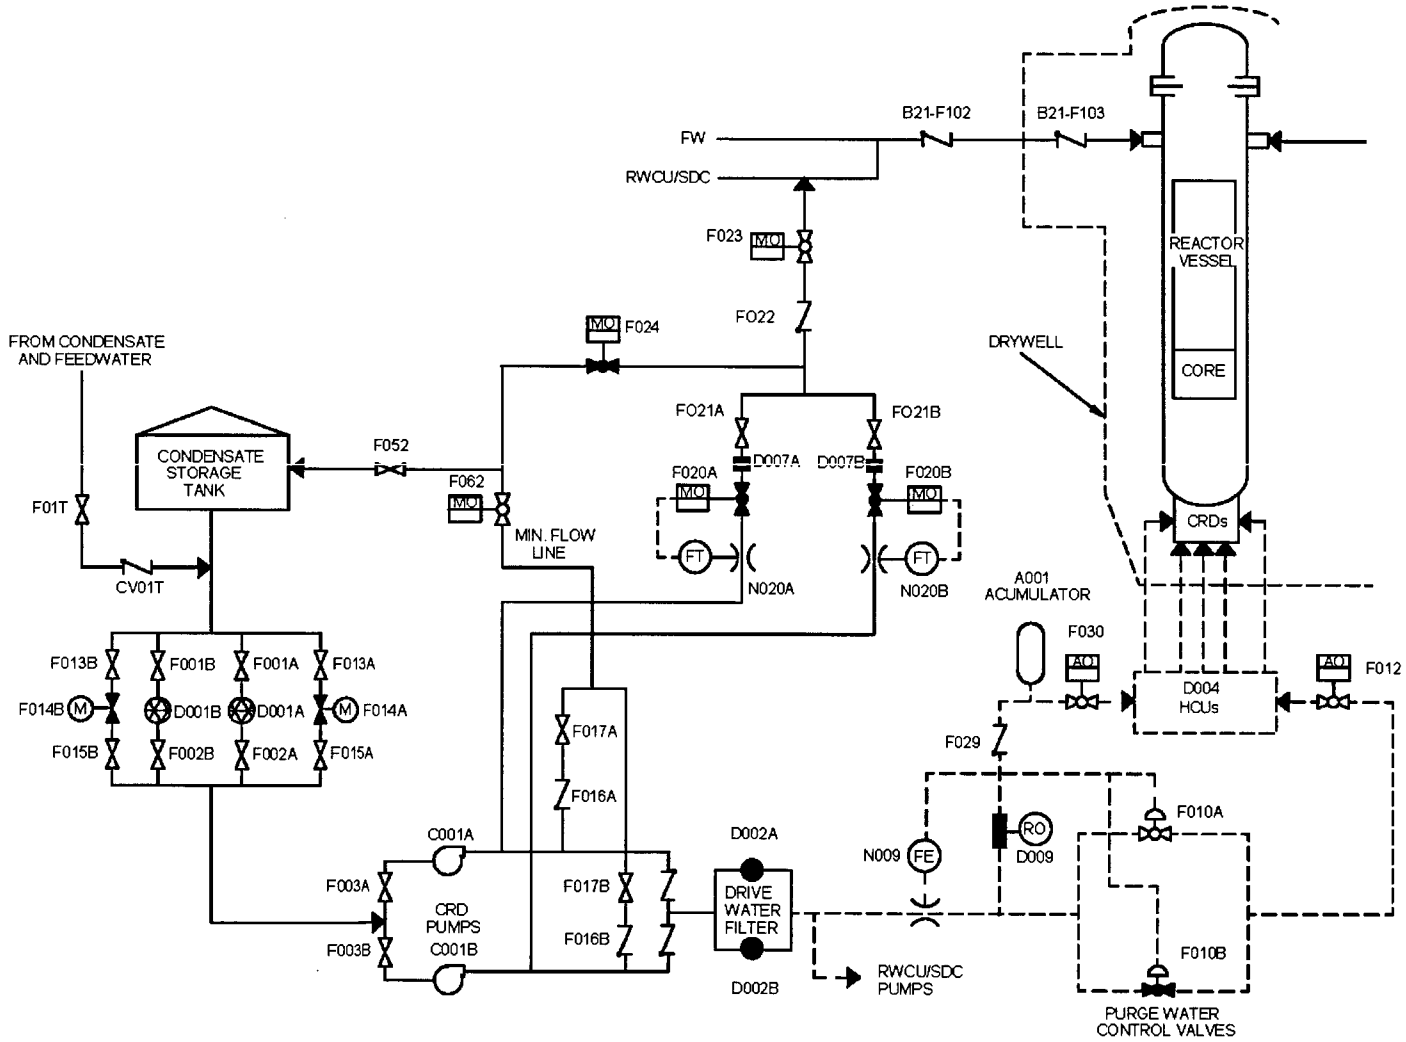 B21-F102
B21-F103
FW
RWCU/SDC
F023
MO
REACTOR
VESSEL
FO22
MO
F024
FROM CONDENSATE
AND FEEDWATER
DRYWELL
CORE
FO21A
FO21B
F052
CONDENSATE
STORAGE
TANK
D007A
D007B
F020A
F020B
F062
MO
MO
MO
F01T
CRDs
MIN. FLOW
LINE
FT
FT
CV01T
N020A
N020B
A001
ACUMULATOR
F030
F013B
F001B
F001A
F013A
AO
AO
F012
F014B
M
D001B
D001A
M
F014A
D004
HCUs
F015B
F002B
F002A
F015A
F017A
F029
F016A
F010A
C001A
D002A
N009
FE
RO
D009
F003A
F017B
DRIVE
WATER
FILTER
CRD
PUMPS
F003B
C001B
F016B
F010B
RWCU/SDC
PUMPS
D002B
PURGE WATER
CONTROL VALVES